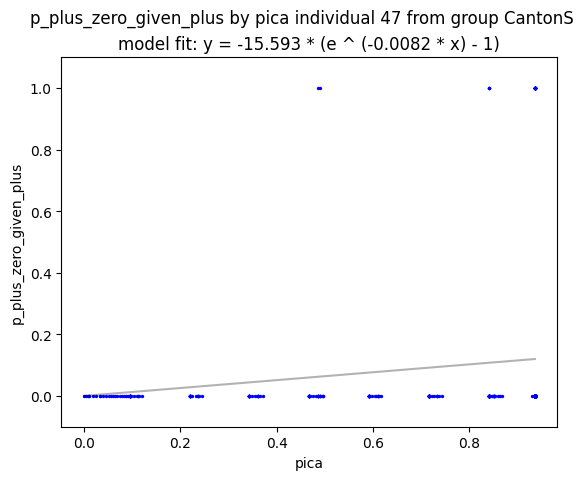 p_plus_zero_given_plus by pica individual 47 from group CantonS
model fit: y = -15.593 * (e ^ (-0.0082 * x) - 1)
1.0
0.8
0.6
0.4
0.2
0.0
p_plus_zero_given_plus
0.0 0.2 0.4 0.6 0.8
pica